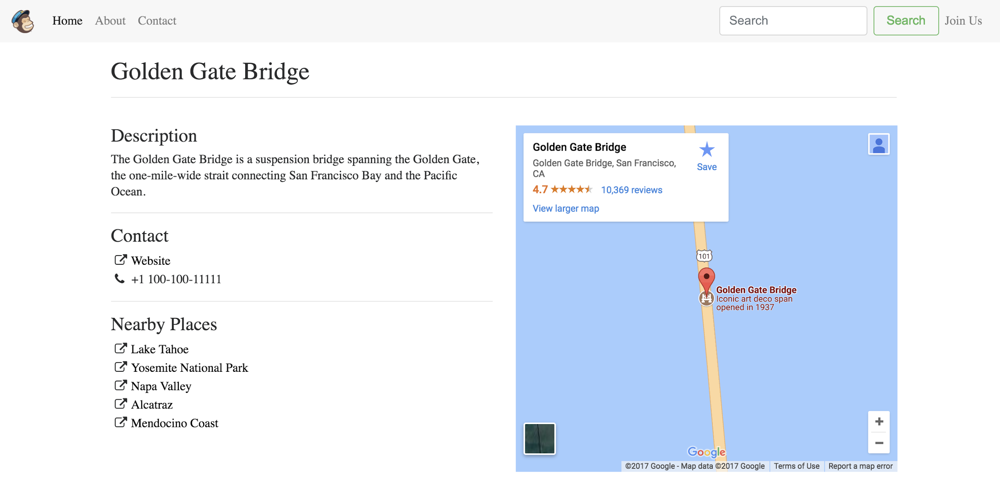 Home About Contact Search Search Join Us
Golden Gate Bridge
Description
The Golden Gate Bridge is a suspension bridge spanning the Golden Gate,
the one-mile-wide strait connecting San Francisco Bay and the Pacific
Ocean.
Contact
Website
+1 100-100-11111
Nearby Places
Lake Tahoe
Yosemite National Park
Napa Valley
Alcatraz
Mendocino Coast
Golden Gate Bridge
Golden Gate Bridge, San Francisco,
CA
Save
4.7 10,369 reviews
View larger map
101
Golden Gate Bridge
Iconic art deco span
opened in 1937
Google
©2017 Google - Map data ©2017 Google Terms of Use Report a map error